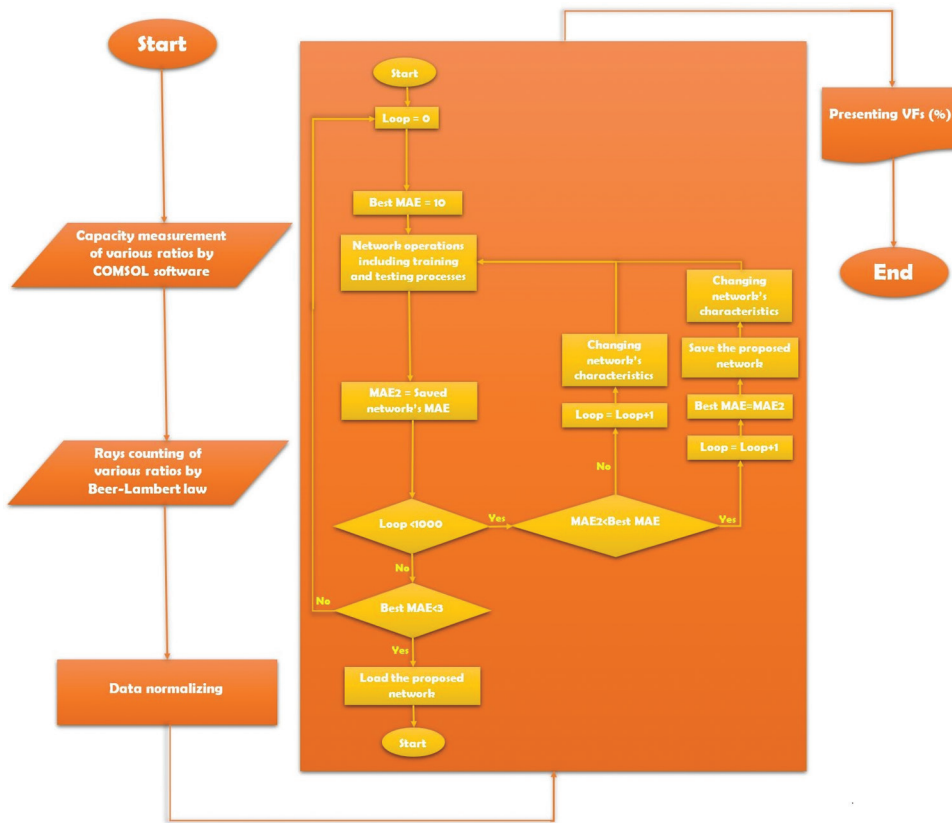 Start
Capacity measurement
of various ratios by
COMSOL software
Rays counting of
various ratios by
Beer-Lambert law
Data normalizing
Start
Loop = 0
Best MAE = 10
Network operations
including training
and testing processes
MAE2 = Saved
network's MAE
Loop <1000
Yes
No
Best MAE<3
No
Yes
Load the proposed
network
Start
MAE2<Best MAE
No
Yes
Loop = Loop+1
Changing
network's
characteristics
Loop = Loop+1
Best MAE=MAE2
Save the proposed
network
Changing
network's
characteristics
Presenting VFs (%)
End